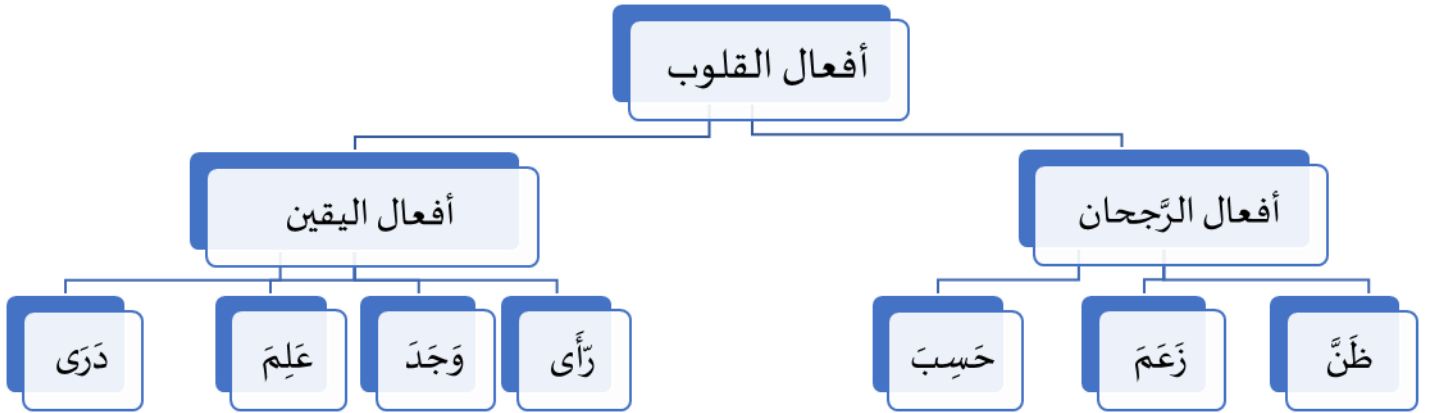 أفعال القلوب
أفعال الرَّجحان
أفعال اليقين
ظَنَّ
زَعَمَ
حَسِبَ
رّأَى
وَجَدَ
عَلِمَ
دَرَى